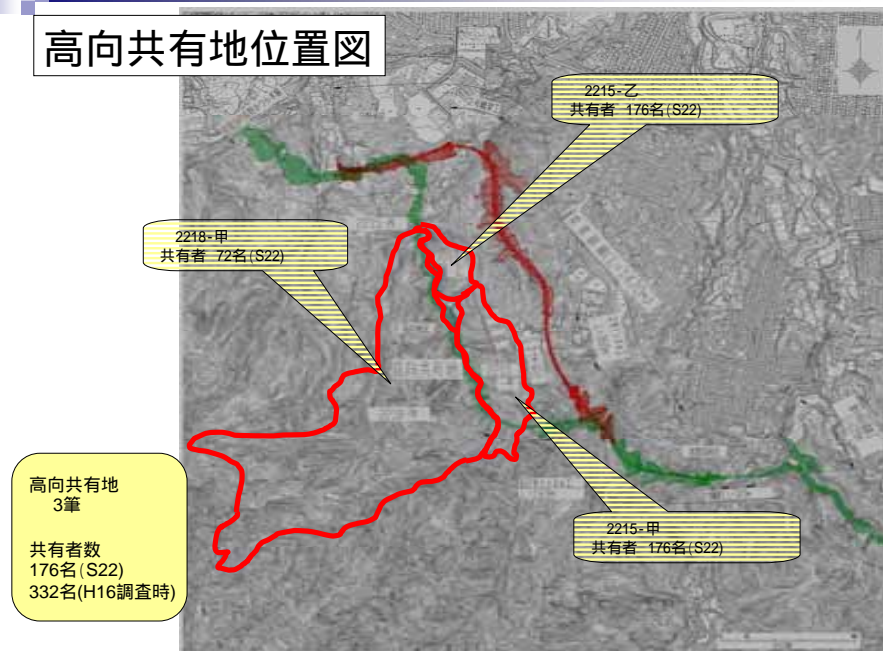 高向共有地位置図
2215-乙
共有者 176名(S22)
2218-甲
共有者 72名(S22)
高向共有地
3筆
共有者数
176名(S22)
332名(H16調査時)
2215-甲
共有者 176名(S22)